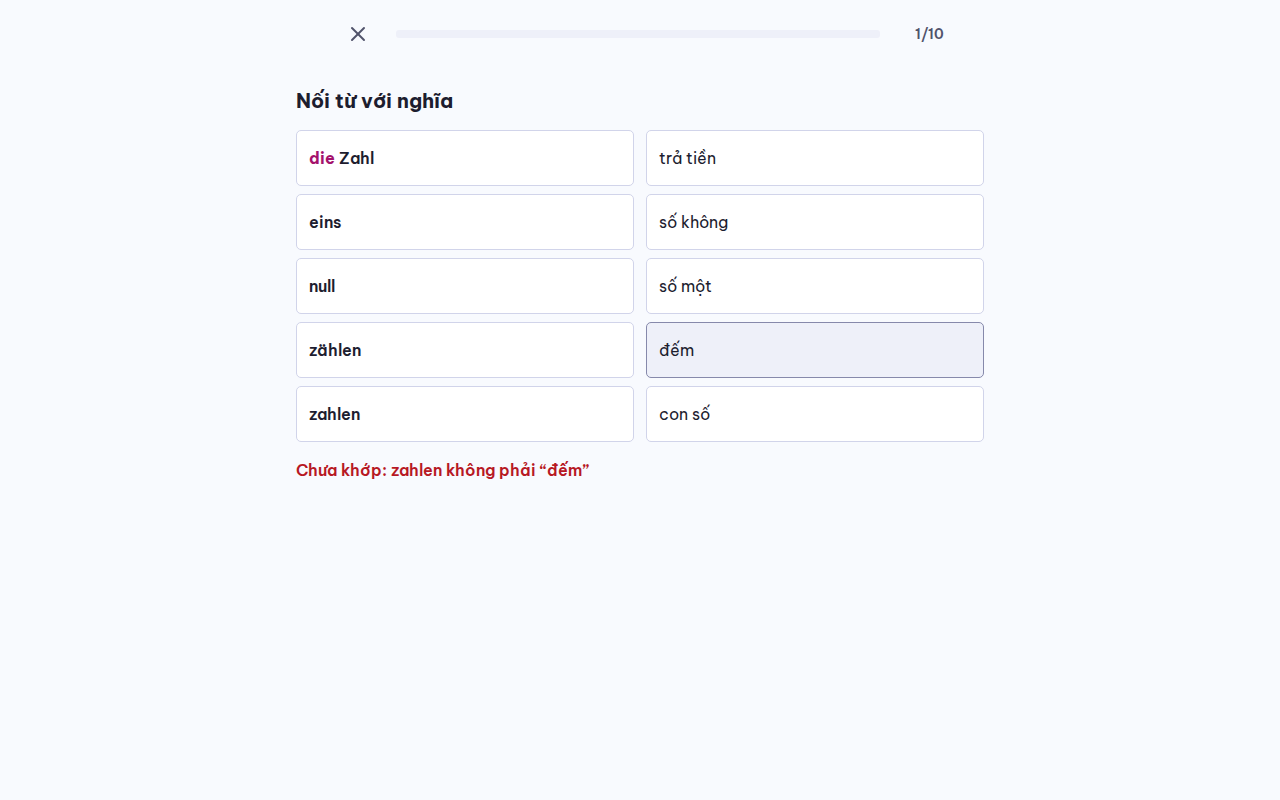 1/10
Nối từ với nghĩa
die Zahl
trả tiền
eins
số không
null
số một
zählen
đếm
zahlen
con số
Chưa khớp: zahlen không phải “đếm”